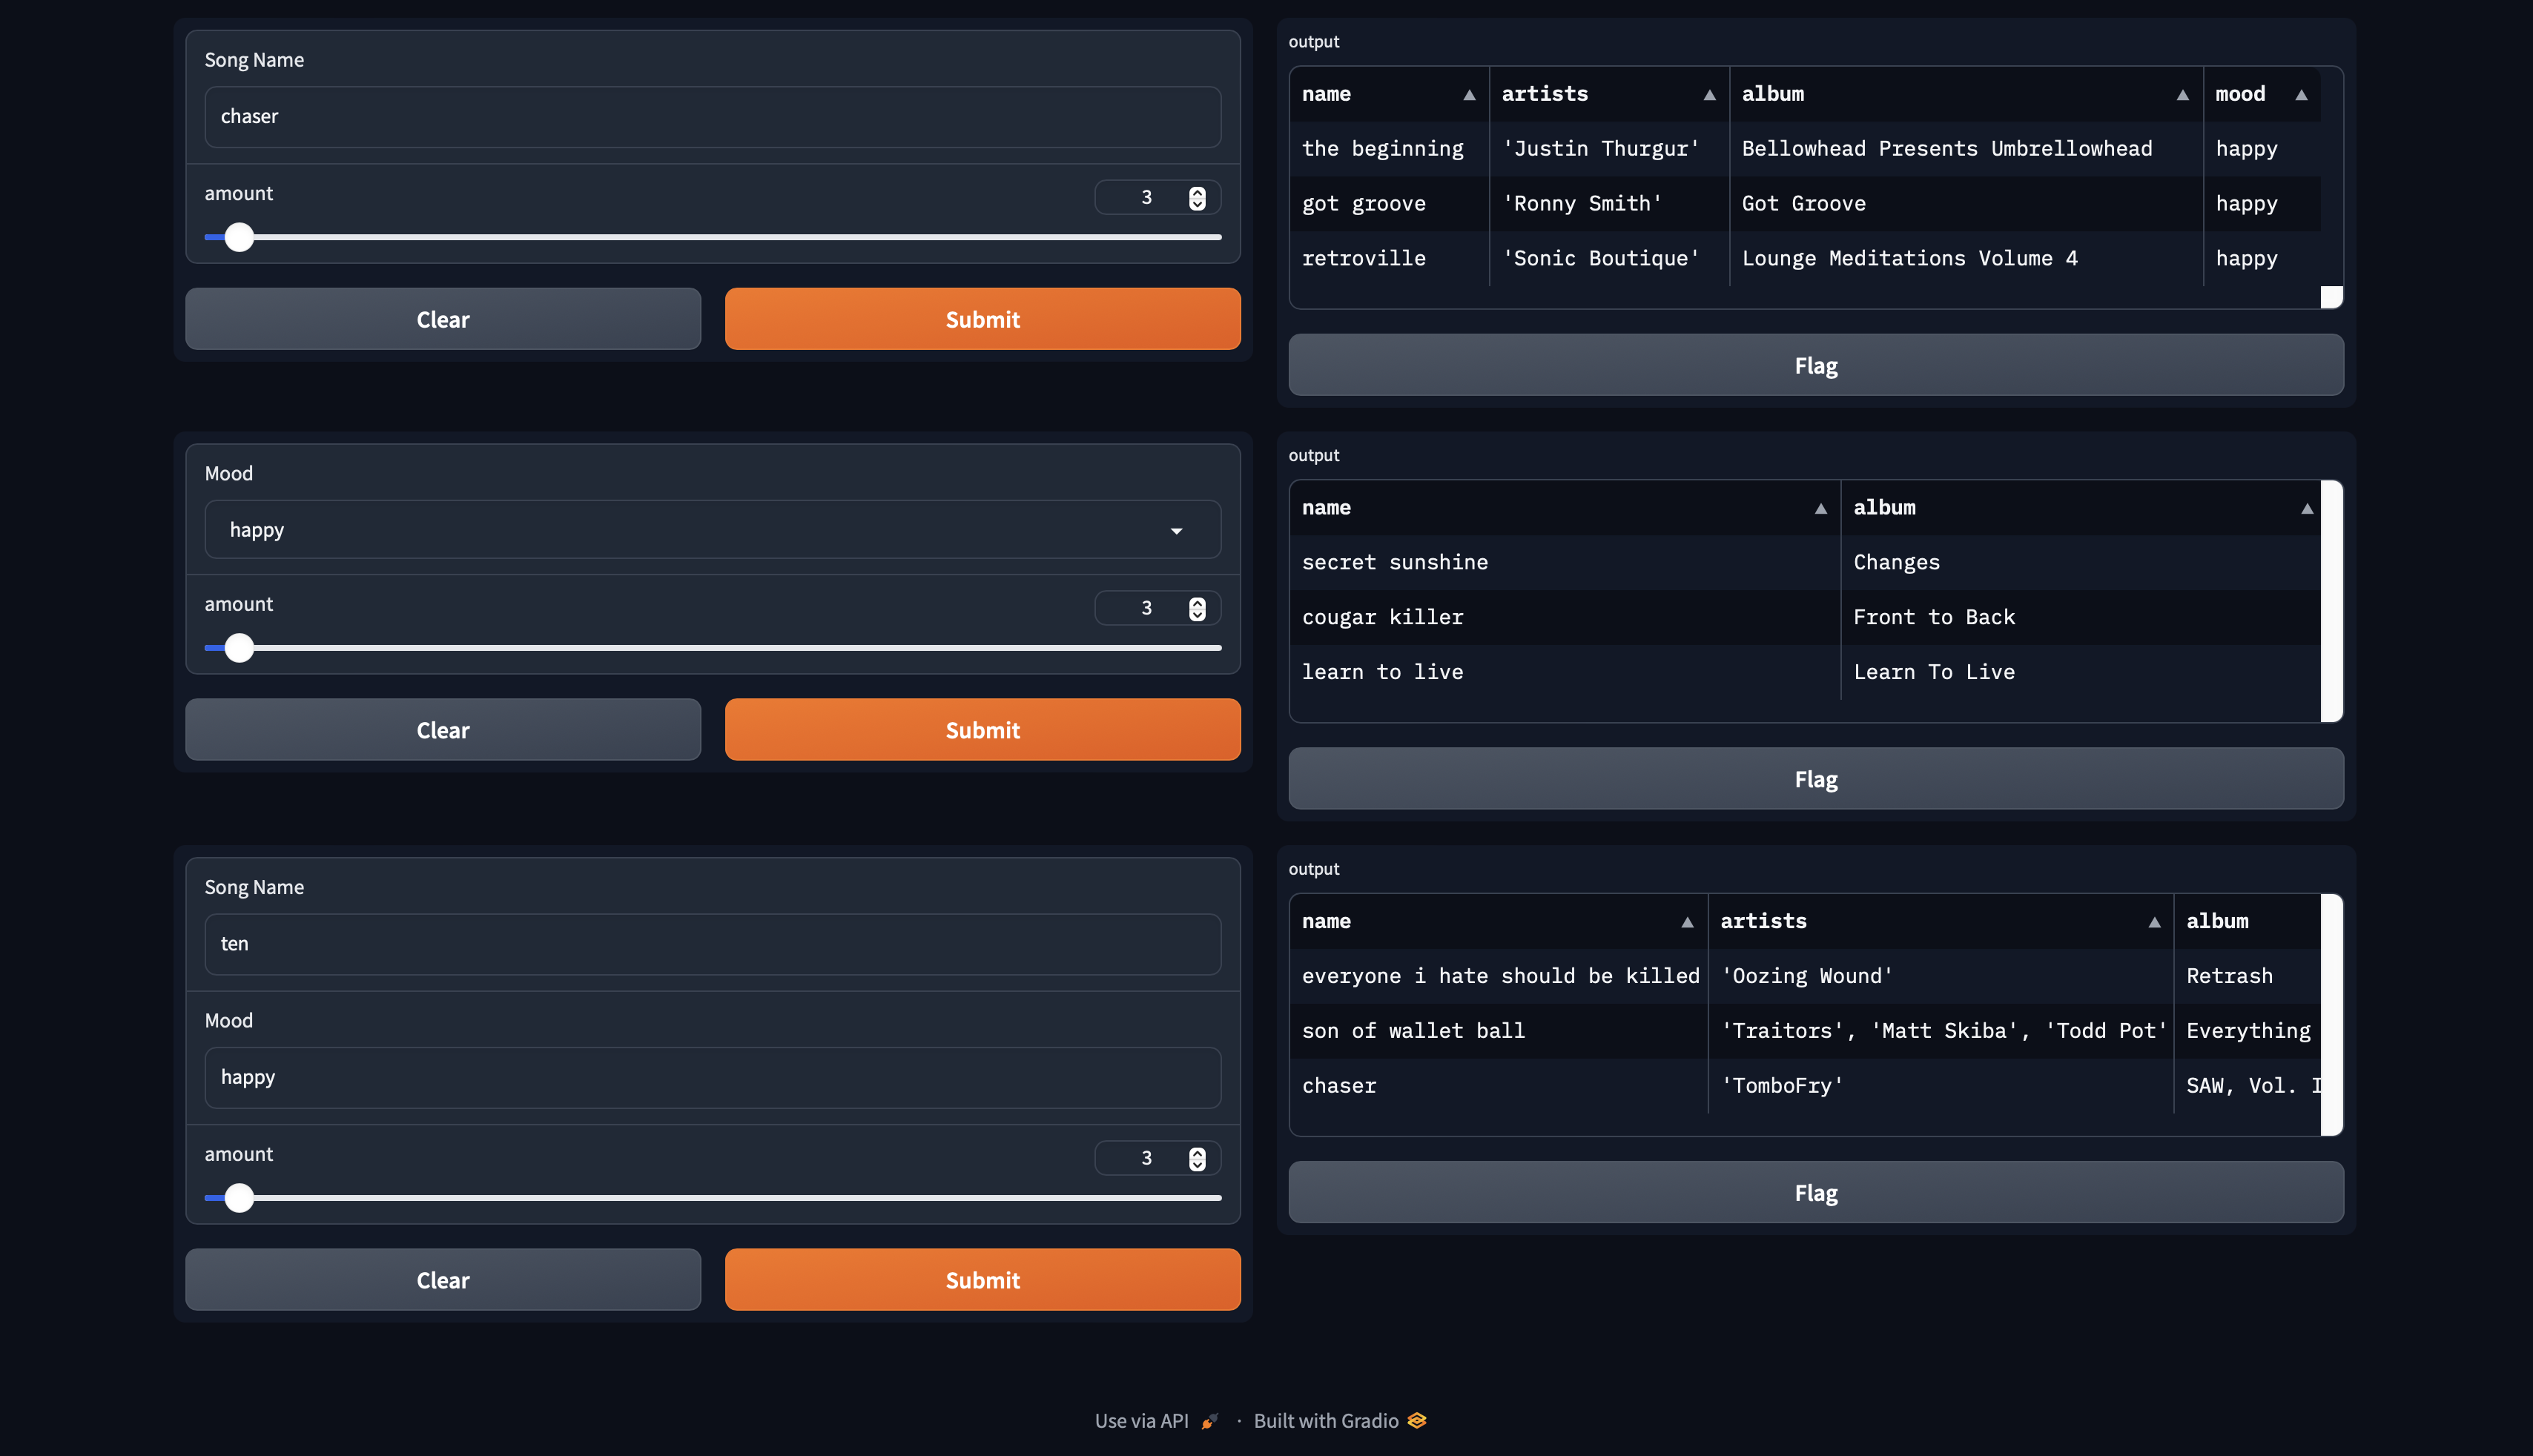 Song Name
chaser
amount
3
Clear
Submit
output
name ▲ artists ▲ album ▲ mood ▲
the beginning 'Justin Thurgur' Bellowhead Presents Umbrellowhead happy
got groove 'Ronny Smith' Got Groove happy
retroville 'Sonic Boutique' Lounge Meditations Volume 4 happy
Flag
Mood
happy
amount
3
Clear
Submit
output
name ▲ album ▲
secret sunshine Changes
cougar killer Front to Back
learn to live Learn To Live
Flag
Song Name
ten
Mood
happy
amount
3
Clear
Submit
output
name ▲ artists ▲ album
everyone i hate should be killed 'Oozing Wound' Retrash
son of wallet ball 'Traitors', 'Matt Skiba', 'Todd Pot' Everything
chaser 'TomboFry' SAW, Vol. I
Flag
Use via API · Built with Gradio